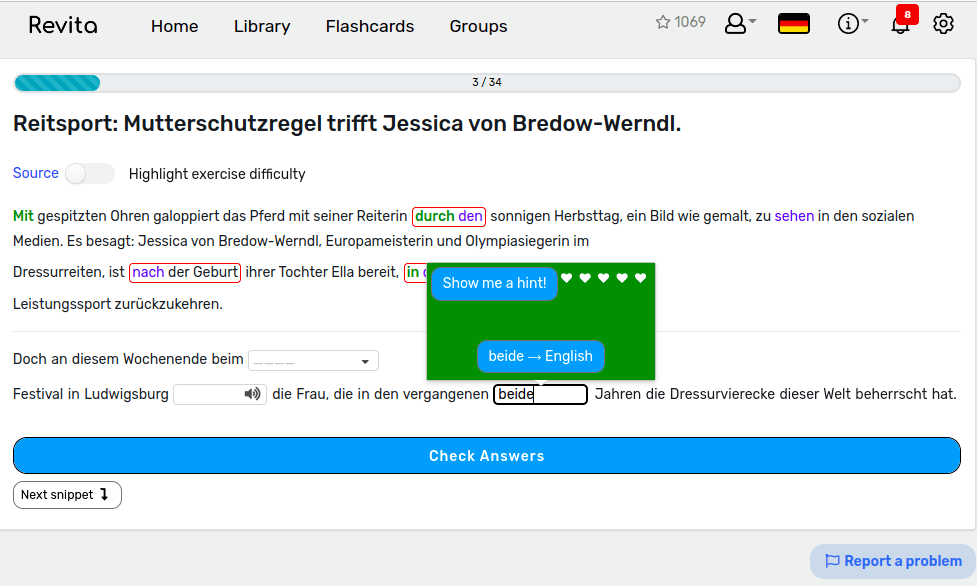 Revita Home Library Flashcards Groups 1069 8
3 / 34
Reitsport: Mutterschutzregel trifft Jessica von Bredow-Werndl.
Source Highlight exercise difficulty
Mit gespitzten Ohren galoppiert das Pferd mit seiner Reiterin durch den sonnigen Herbsttag, ein Bild wie gemalt, zu sehen in den sozialen
Medien. Es besagt: Jessica von Bredow-Werndl, Europameisterin und Olympiasiegerin im
Dressurreiten, ist nach der Geburt ihrer Tochter Ella bereit, in
Show me a hint!
Leistungssport zurückzukehren.
beide → English
Doch an diesem Wochenende beim ____
Festival in Ludwigsburg die Frau, die in den vergangenen beide Jahren die Dressurvierecke dieser Welt beherrscht hat.
Check Answers
Next snippet
Report a problem